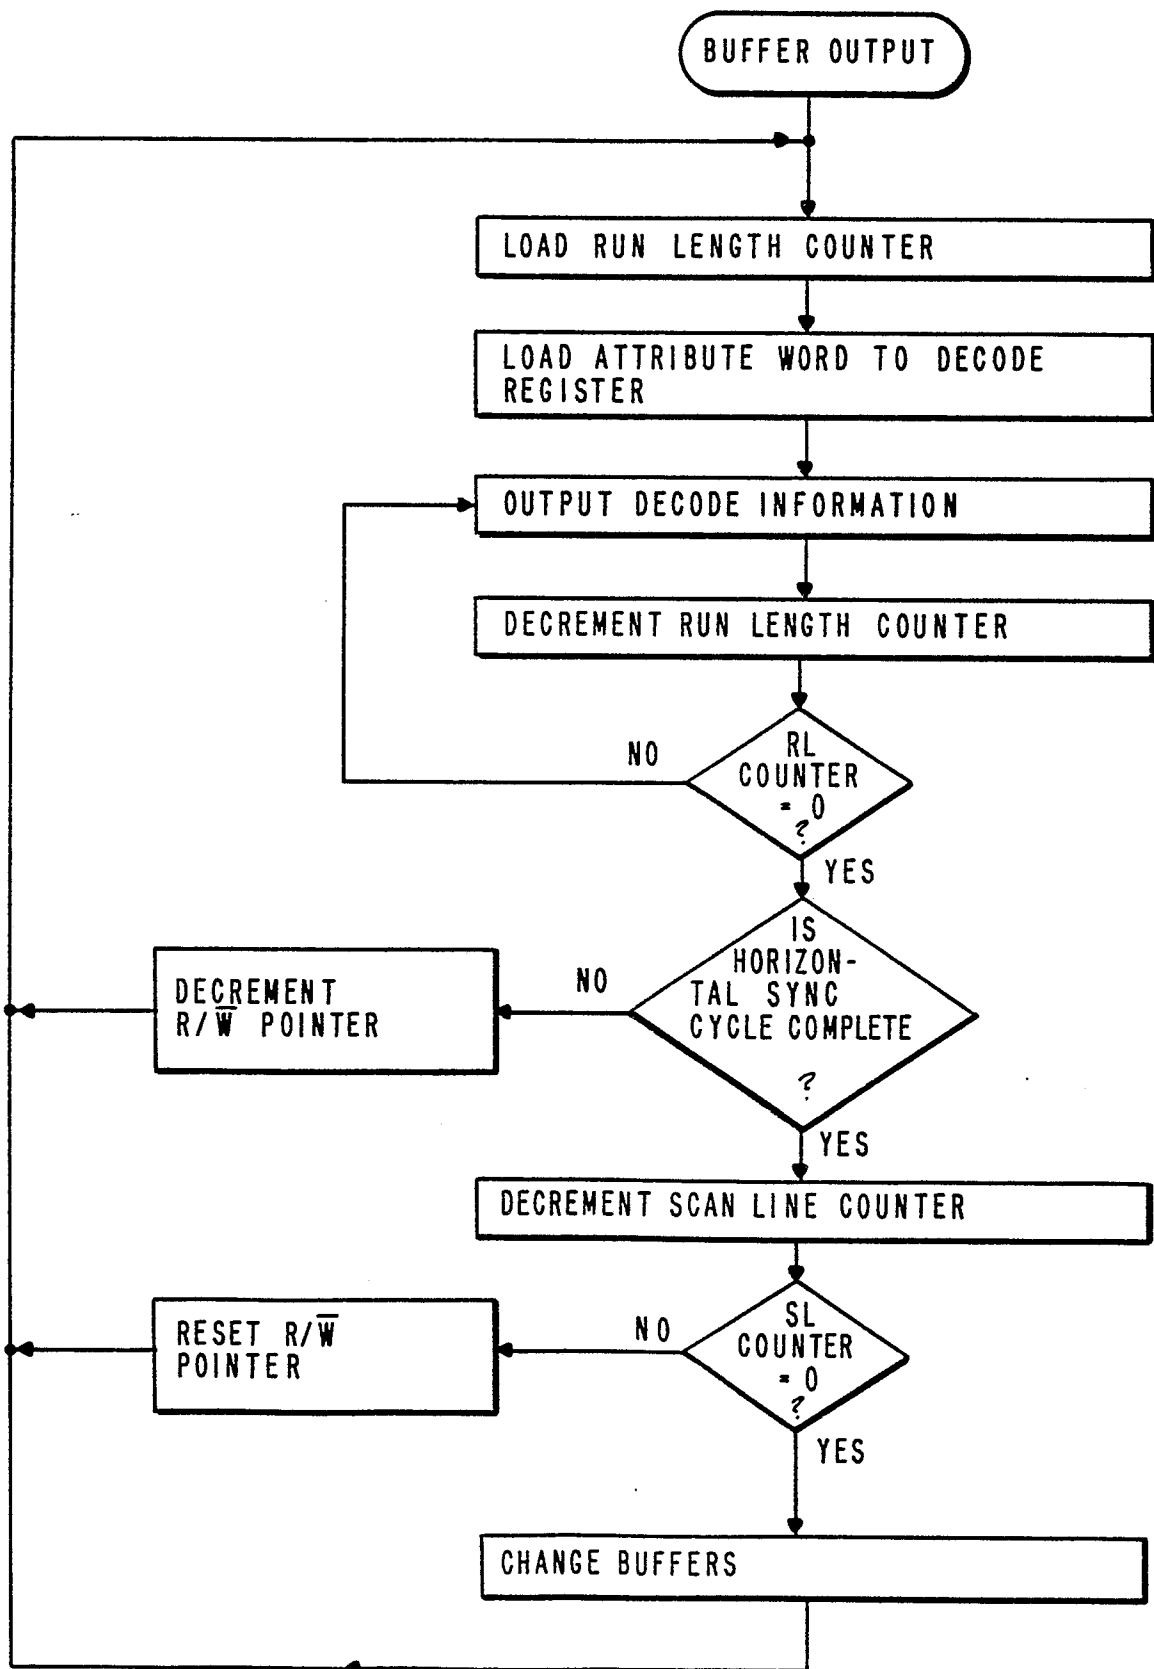 BUFFER OUTPUT
LOAD RUN LENGTH COUNTER
LOAD ATTRIBUTE WORD TO DECODE
REGISTER
OUTPUT DECODE INFORMATION
DECREMENT RUN LENGTH COUNTER
NO
RL
COUNTER
= 0
?
YES
IS
HORIZON-
TAL SYNC
CYCLE COMPLETE
?
NO
DECREMENT
R/W̅ POINTER
YES
DECREMENT SCAN LINE COUNTER
SL
COUNTER
= 0
?
NO
RESET R/W̅
POINTER
YES
CHANGE BUFFERS